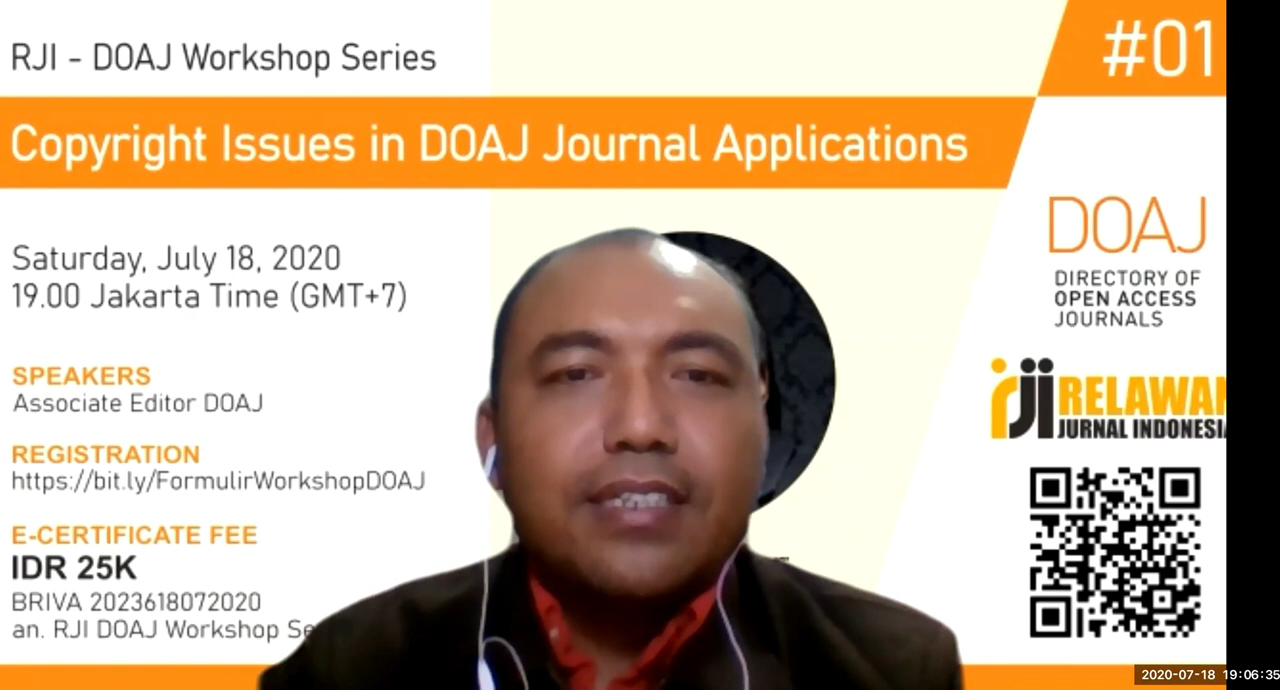 RJI - DOAJ Workshop Series
#01
Copyright Issues in DOAJ Journal Applications
Saturday, July 18, 2020
19.00 Jakarta Time (GMT+7)
SPEAKERS
Associate Editor DOAJ
REGISTRATION
https://bit.ly/FormulirWorkshopDOAJ
E-CERTIFICATE FEE
IDR 25K
BRIVA 2023618072020
an. RJI DOAJ Workshop Se
DOAJ
DIRECTORY OF
OPEN ACCESS
JOURNALS
rji RELAWAN
JURNAL INDONESI
2020-07-18 19:06:35